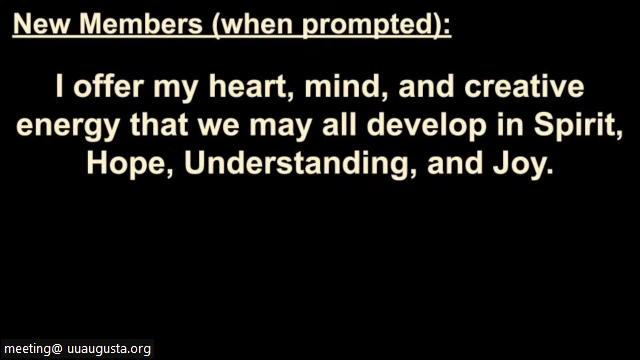 New Members (when prompted):
I offer my heart, mind, and creative
energy that we may all develop in Spirit,
Hope, Understanding, and Joy.
meeting@ uuaugusta.org